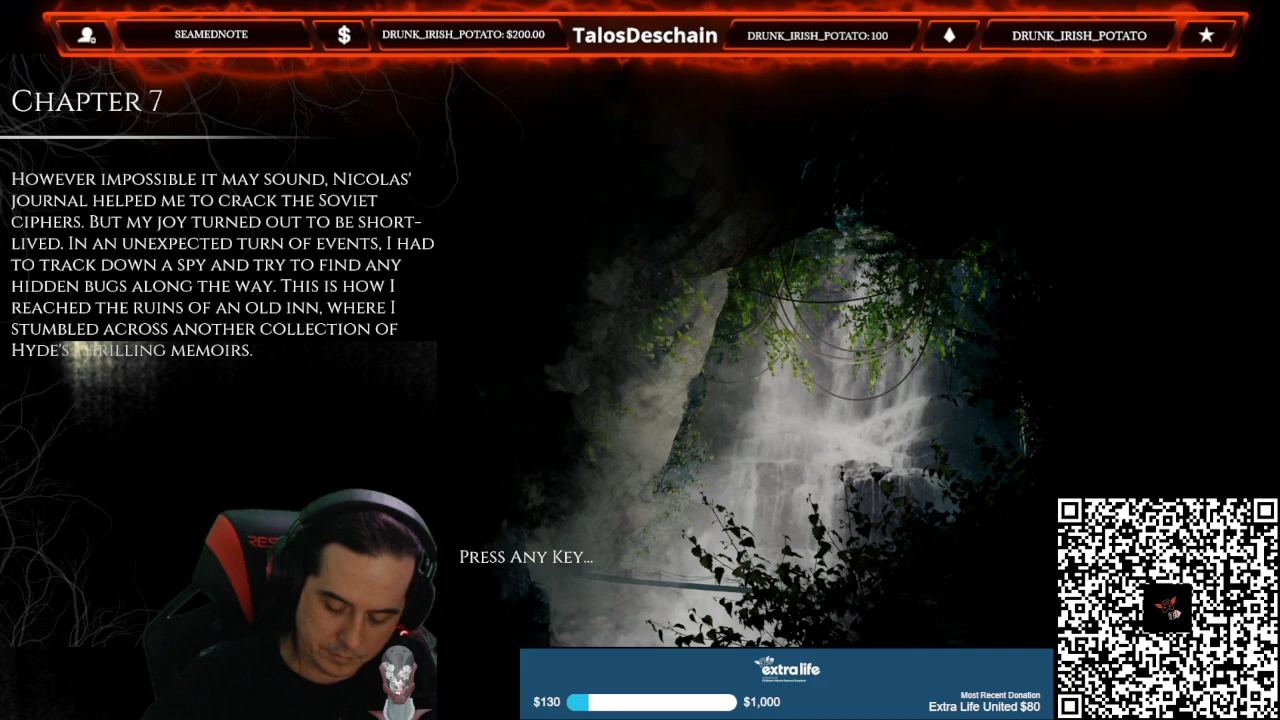 SEAMEDNOTE
$
DRUNK_IRISH_POTATO: $200.00
TalosDeschain
DRUNK_IRISH_POTATO: 100
DRUNK_IRISH_POTATO
Chapter 7
However impossible it may sound, Nicolas'
journal helped me to crack the Soviet
ciphers. But my joy turned out to be short-
lived. In an unexpected turn of events, I had
to track down a spy and try to find any
hidden bugs along the way. This is how I
reached the ruins of an old inn, where I
stumbled across another collection of
Hyde's thrilling memoirs.
RES
Press Any Key...
extra life
$130
$1,000
Most Recent Donation
Extra Life United $80